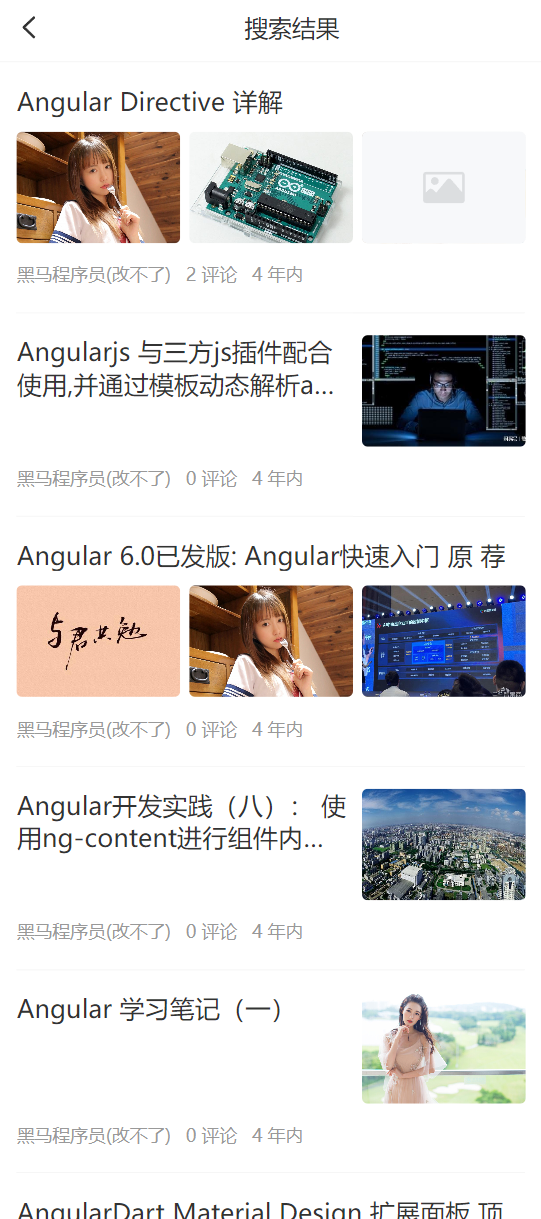 搜索结果
Angular Directive 详解
黑马程序员(改不了) 2 评论 4 年内
Angularjs 与三方js插件配合
使用,并通过模板动态解析a...
黑马程序员(改不了) 0 评论 4 年内
Angular 6.0已发版: Angular快速入门 原 荐
与君共勉
黑马程序员(改不了) 0 评论 4 年内
Angular开发实践（八）： 使
用ng-content进行组件内...
黑马程序员(改不了) 0 评论 4 年内
Angular 学习笔记（一）
黑马程序员(改不了) 0 评论 4 年内
AngularDart Material Design 扩展面板 顶